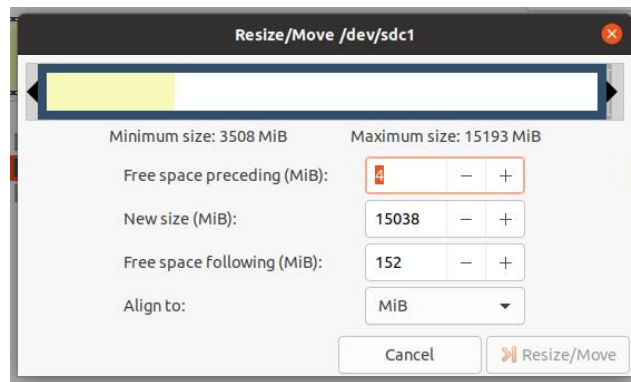 Resize/Move /dev/sdc1
Minimum size: 3508 MiB Maximum size: 15193 MiB
Free space preceding (MiB): 4 − +
New size (MiB): 15038 − +
Free space following (MiB): 152 − +
Align to: MiB
Cancel Resize/Move